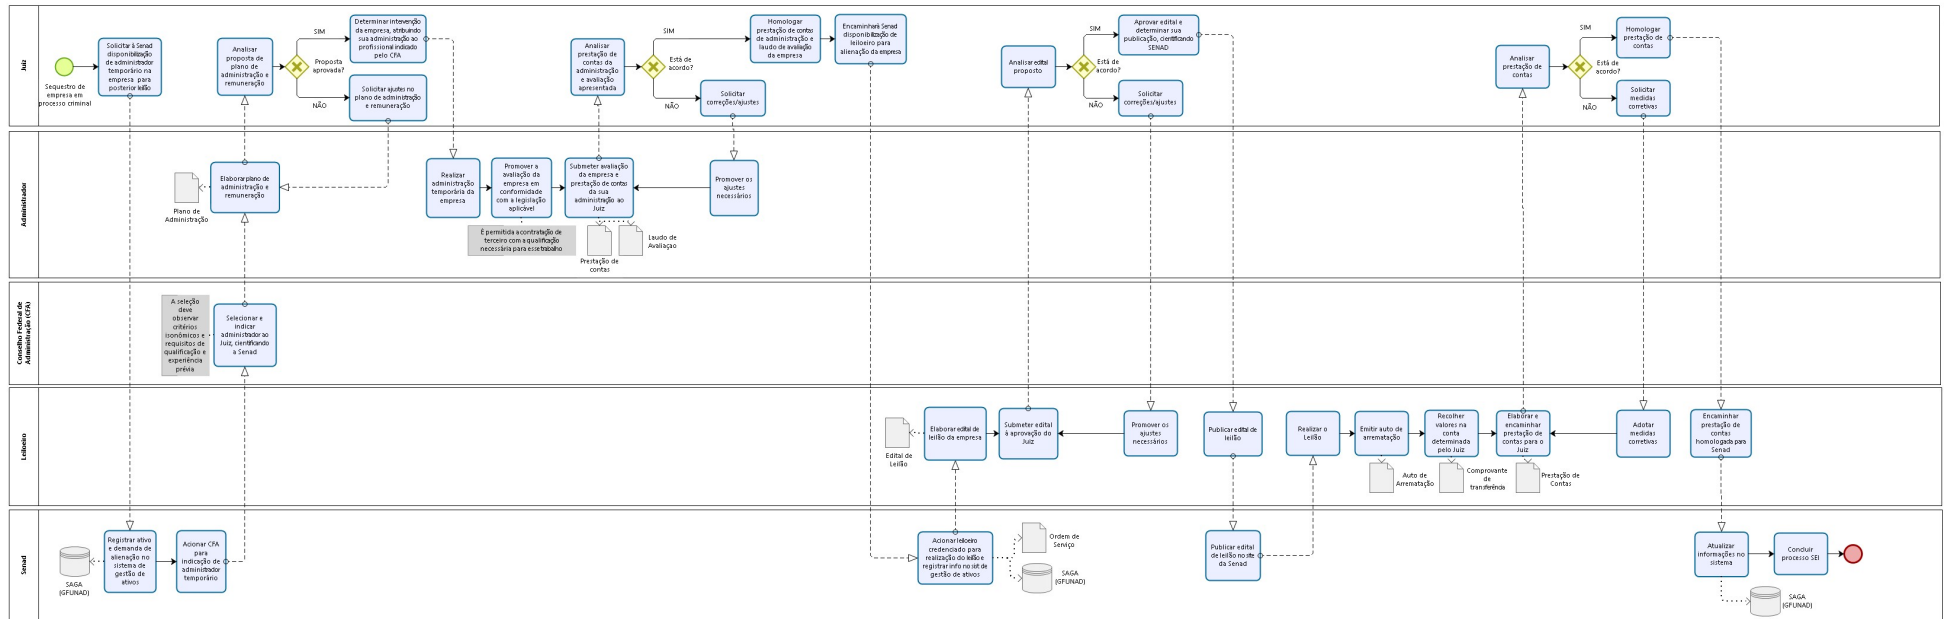 Juiz
Sequestro de
empresa em
processo criminal
Solicitar à Senad
disponibilização
de administrador
temporário na
empresa para
posterior leilão
Analisar
proposta de
plano de
administração e
remuneração
Proposta
aprovada?
SIM
NÃO
Determinar intervenção
da empresa, atribuindo
sua administração ao
profissional indicado
pelo CFA
Solicitar ajustes no
plano de administração
e remuneração
Analisar
prestação de
contas da
administração
e avaliação
apresentada
Está de
acordo?
SIM
NÃO
Homologar
prestação de contas
de administração e
laudo de avaliação
da empresa
Solicitar
correções/ajustes
Encaminhará Senad
disponibilização de
leiloeiro para
alienação da empresa
Analisar edital
proposto
Está de
acordo?
SIM
NÃO
Aprovar edital e
determinar sua
publicação, cientificando
SENAD
Solicitar
correções/ajustes
Analisar
prestação de
contas
Está de
acordo?
SIM
NÃO
Homologar
prestação de
contas
Solicitar
medidas
corretivas
Administrador
Plano de
Administração
Elaborar plano de
administração e
remuneração
Realizar
administração
temporária da
empresa
Promover a
avaliação da
empresa em
conformidade
com a legislação
aplicável
É permitida a contratação de
terceiro com a qualificação
necessária para esse trabalho
Submeter avaliação
da empresa e
prestação de contas
da sua
administração ao
Juiz
Prestação de
contas
Laudo de
Avaliaçao
Promover os
ajustes
necessários
Conselho Federal de
Administração (CFA)
A seleção
deve
observar
critérios
isonômicos e
requisitos de
qualificação e
experiência
prévia
Selecionar e
indicar
administrador ao
Juiz, cientificando
a Senad
Leiloeiro
Edital de
Leilão
Elaborar edital de
leilão da empresa
Submeter edital
à aprovação do
Juiz
Promover os
ajustes
necessários
Publicar edital de
leilão
Realizar o
Leilão
Emitir auto de
arrematação
Auto de
Arrematação
Recolher
valores na
conta
determinada
pelo Juiz
Comprovante
de
transferência
Elaborar e
encaminhar
prestação de
contas para o
Juiz
Prestação de
Contas
Adotar
medidas
corretivas
Encaminhar
prestação de
contas
homologada para
Senad
Senad
SAGA
(GFUNAD)
Registrar ativo
e demanda de
alienação no
sistema de
gestão de
ativos
Acionar CFA
para
indicação de
administrador
temporário
Acionar leiloeiro
credenciado para
realização do leilão e
registrar info no sist de
gestão de ativos
Ordem de
Serviço
SAGA
(GFUNAD)
Publicar edital
de leilão no site
da Senad
Atualizar
informações no
sistema
SAGA
(GFUNAD)
Concluir
processo SEI